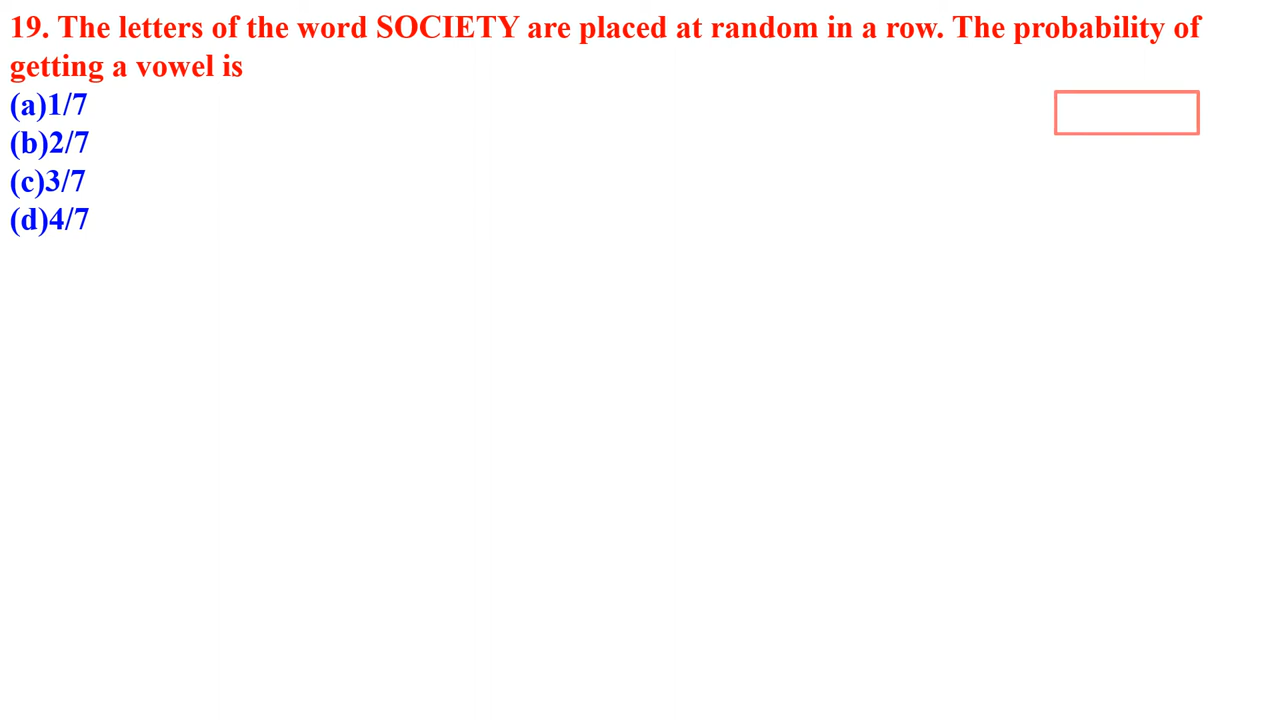 19. The letters of the word SOCIETY are placed at random in a row. The probability of
getting a vowel is
(a)1/7
(b)2/7
(c)3/7
(d)4/7